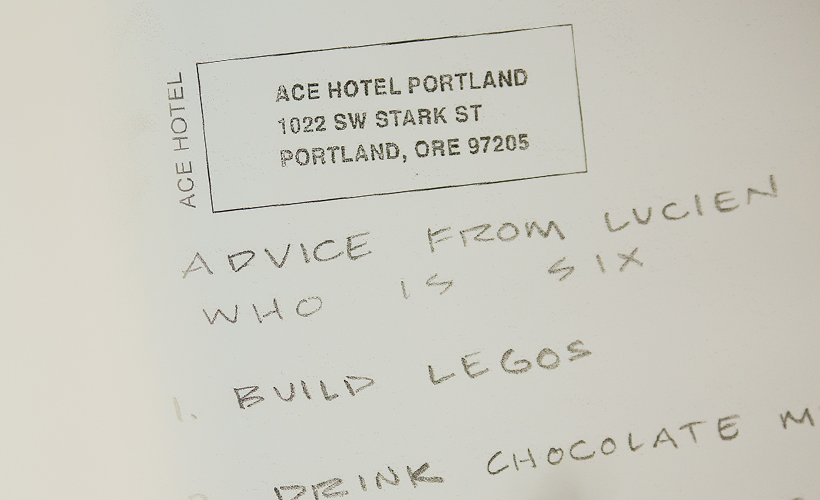 ACE HOTEL
ACE HOTEL PORTLAND
1022 SW STARK ST
PORTLAND, ORE 97205
ADVICE FROM LUCIEN
WHO IS SIX
1. BUILD LEGOS
DRINK CHOCOLATE